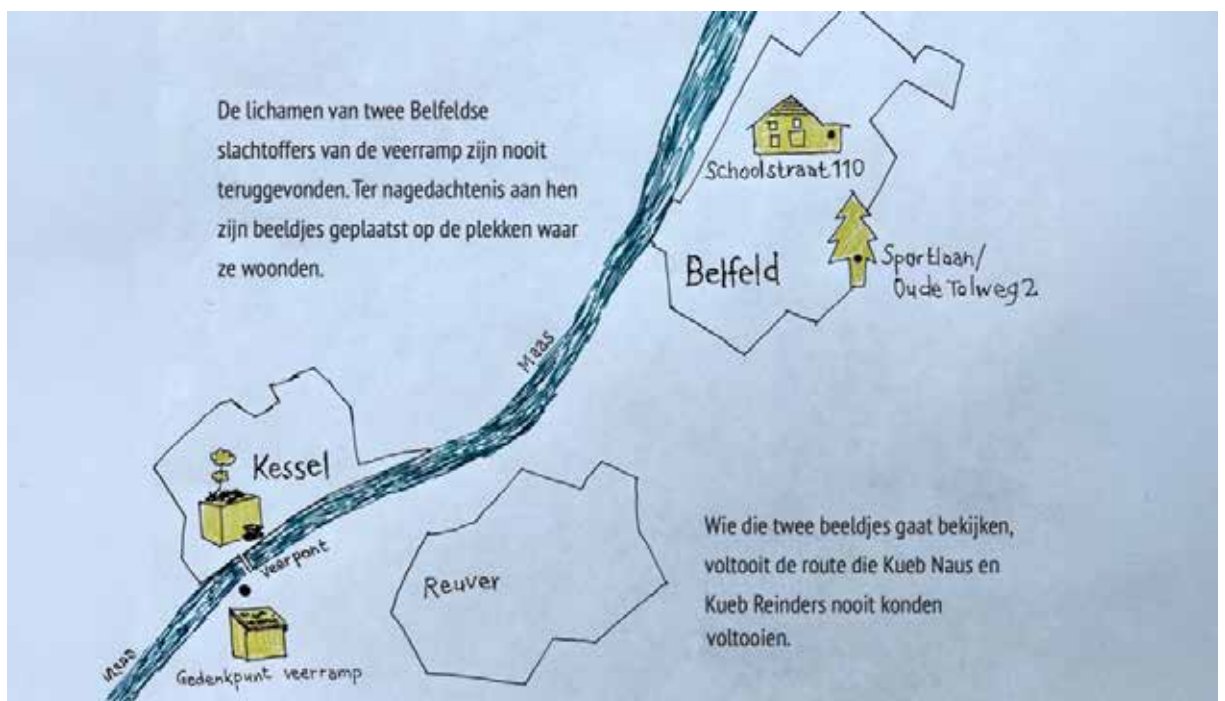 De lichamen van twee Belfeldse
slachtoffers van de veerramp zijn nooit
teruggevonden. Ter nagedachtenis aan hen
zijn beeldjes geplaatst op de plekken waar
ze woonden.
Schoolstraat 110
Belfeld
Sportlaan/
Oude Tolweg 2
Maas
Kessel
Veerpont
Reuver
Maas
Gedenkpunt veerramp
Wie die twee beeldjes gaat bekijken,
voltooit de route die Kueb Naus en
Kueb Reinders nooit konden
voltooien.